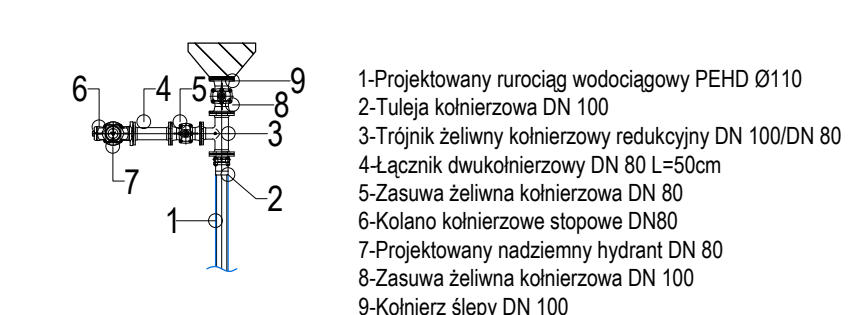 6 4 5 9
8
3
7 2
1
1-Projektowany rurociąg wodociągowy PEHD Ø110
2-Tuleja kołnierzowa DN 100
3-Trójnik żeliwny kołnierzowy redukcyjny DN 100/DN 80
4-Łącznik dwukołnierzowy DN 80 L=50cm
5-Zasuwa żeliwna kołnierzowa DN 80
6-Kolano kołnierzowe stopowe DN80
7-Projektowany nadziemny hydrant DN 80
8-Zasuwa żeliwna kołnierzowa DN 100
9-Kołnierz ślepy DN 100